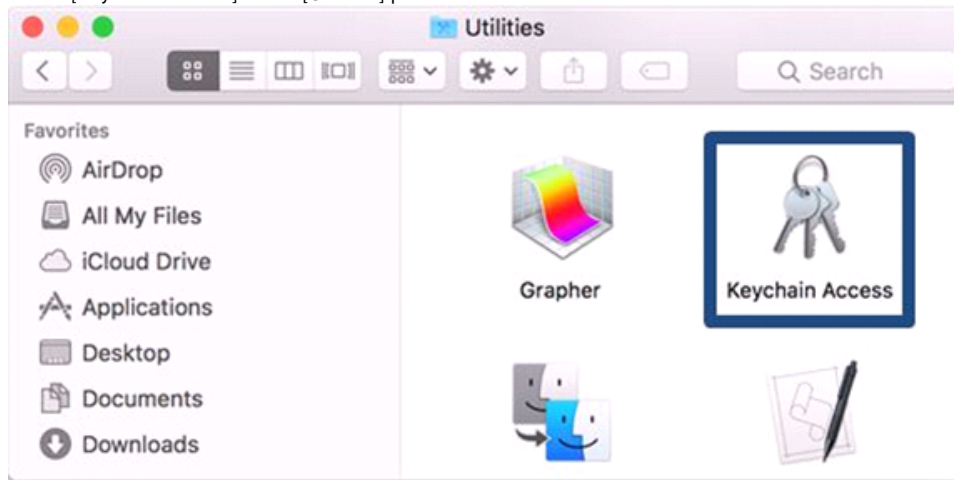 Utilities
Search
Favorites
AirDrop
All My Files
iCloud Drive
Applications
Desktop
Documents
Downloads
Grapher
Keychain Access